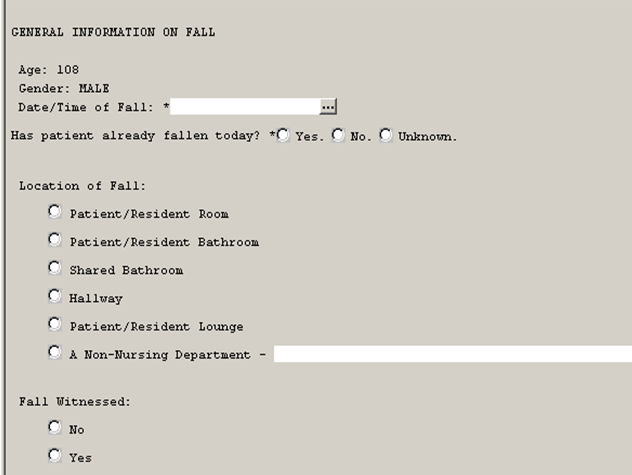 GENERAL INFORMATION ON FALL
Age: 108
Gender: MALE
Date/Time of Fall: * ...
Has patient already fallen today? * Yes. No. Unknown.
Location of Fall:
Patient/Resident Room
Patient/Resident Bathroom
Shared Bathroom
Hallway
Patient/Resident Lounge
A Non-Nursing Department -
Fall Witnessed:
No
Yes